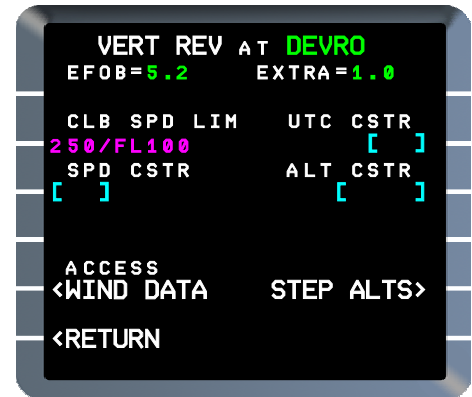 VERT REV AT DEVRO
EFOB=5.2 EXTRA=1.0
CLB SPD LIM UTC CSTR
250/FL100 [ ]
SPD CSTR ALT CSTR
[ ] [ ]
ACCESS
<WIND DATA STEP ALTS>
<RETURN